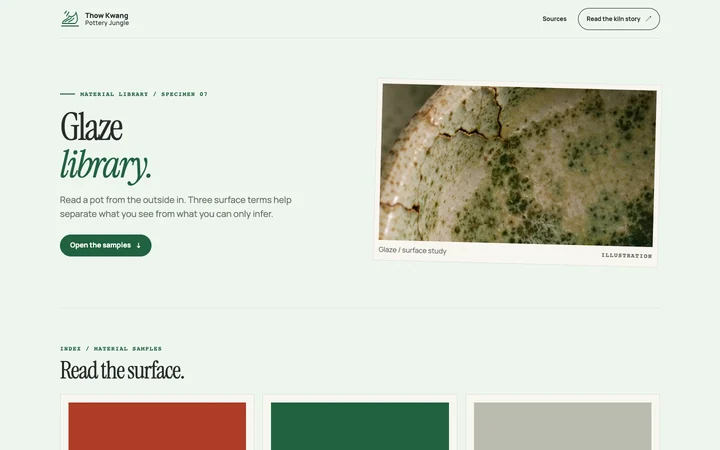 Thow Kwang
Pottery Jungle
Sources
Read the kiln story ↗
MATERIAL LIBRARY / SPECIMEN 07
Glaze
library.
Read a pot from the outside in. Three surface terms help
separate what you see from what you can only infer.
Open the samples ↓
Glaze / surface study
ILLUSTRATION
INDEX / MATERIAL SAMPLES
Read the surface.